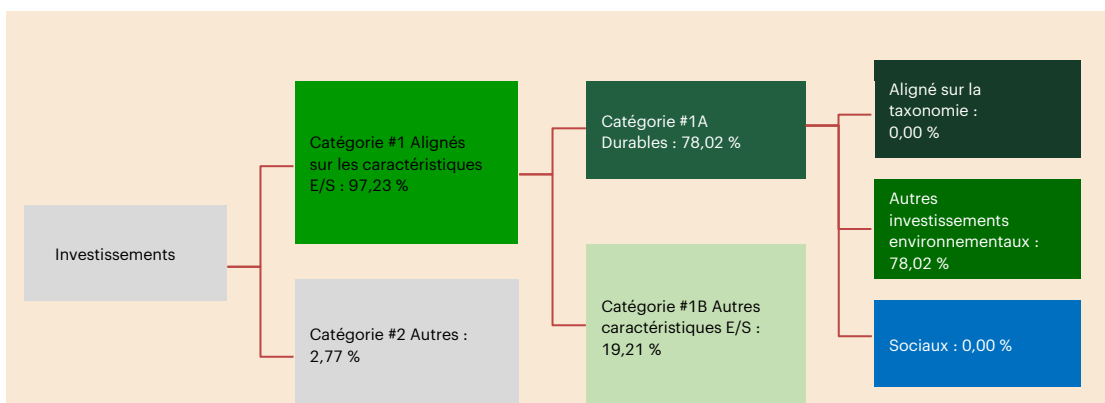 Investissements
Catégorie #1 Alignés
sur les caractéristiques
E/S : 97,23 %
Catégorie #2 Autres :
2,77 %
Catégorie #1A
Durables : 78,02 %
Catégorie #1B Autres
caractéristiques E/S :
19,21 %
Aligné sur la
taxonomie :
0,00 %
Autres
investissements
environnementaux :
78,02 %
Sociaux : 0,00 %